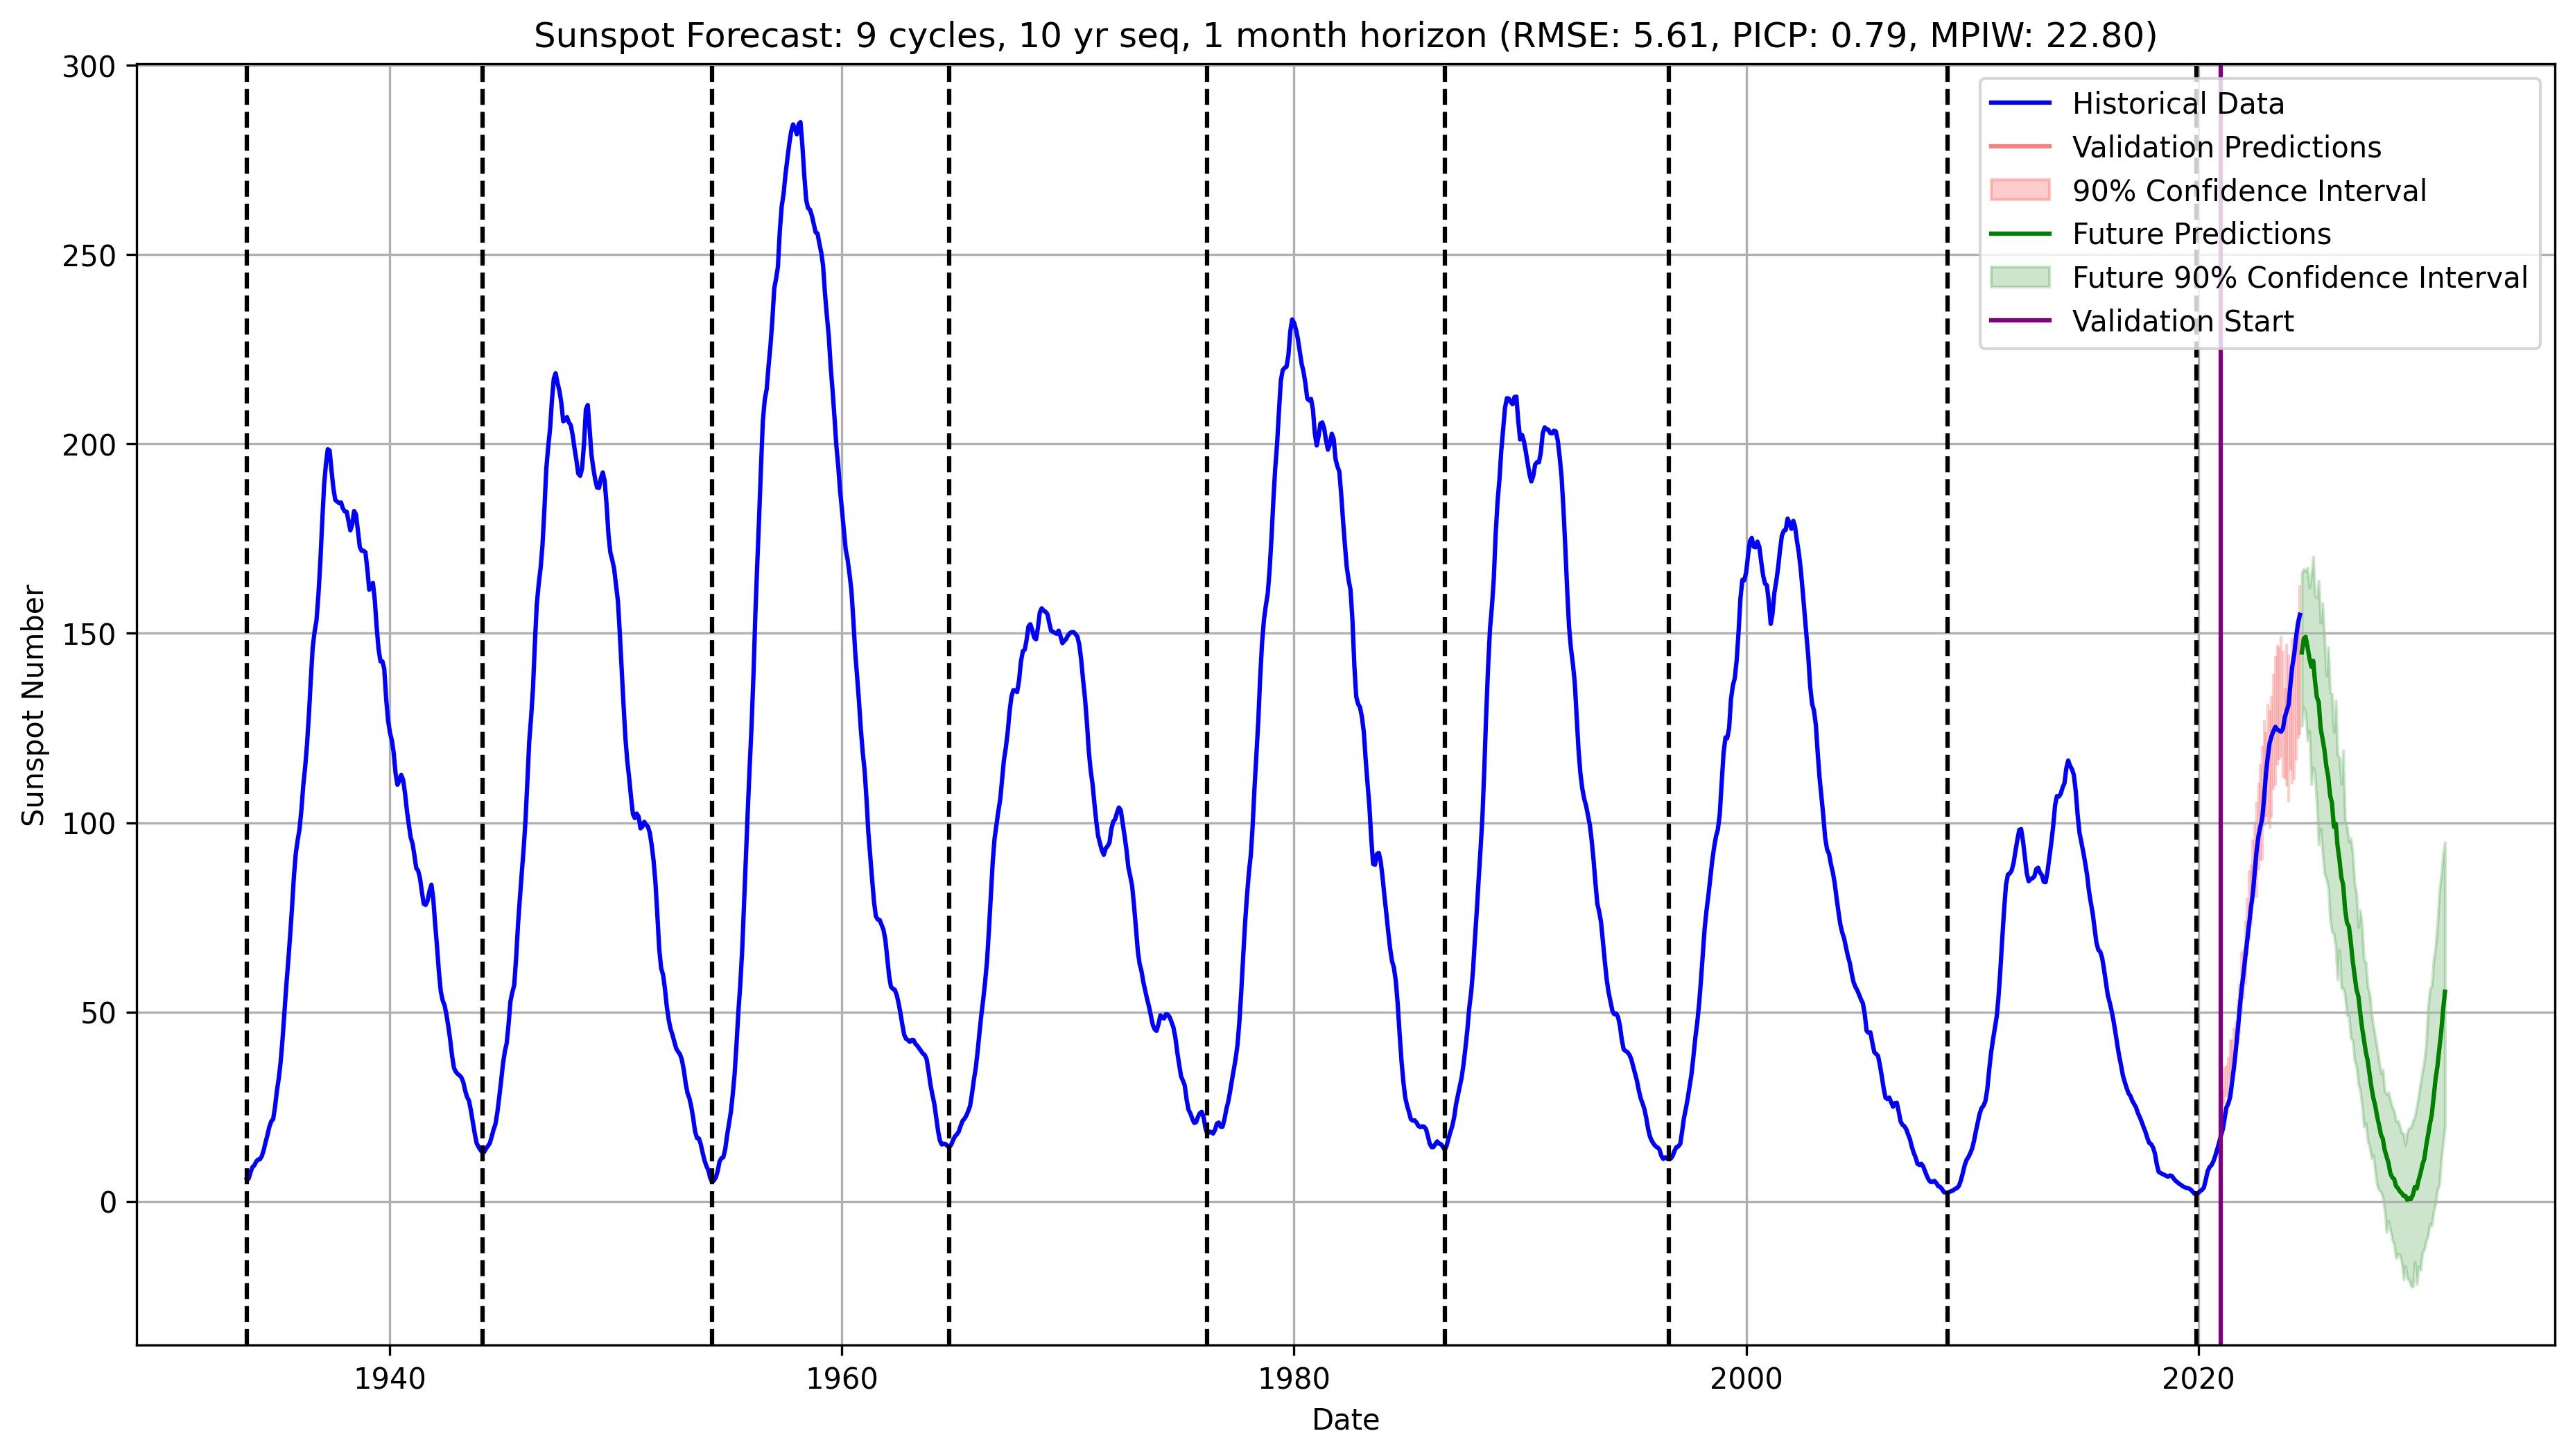 Sunspot Forecast: 9 cycles, 10 yr seq, 1 month horizon (RMSE: 5.61, PICP: 0.79, MPIW: 22.80)
300
250
200
150
100
50
0
Sunspot Number
Historical Data
Validation Predictions
90% Confidence Interval
Future Predictions
Future 90% Confidence Interval
Validation Start
1940
1960
1980
2000
2020
Date